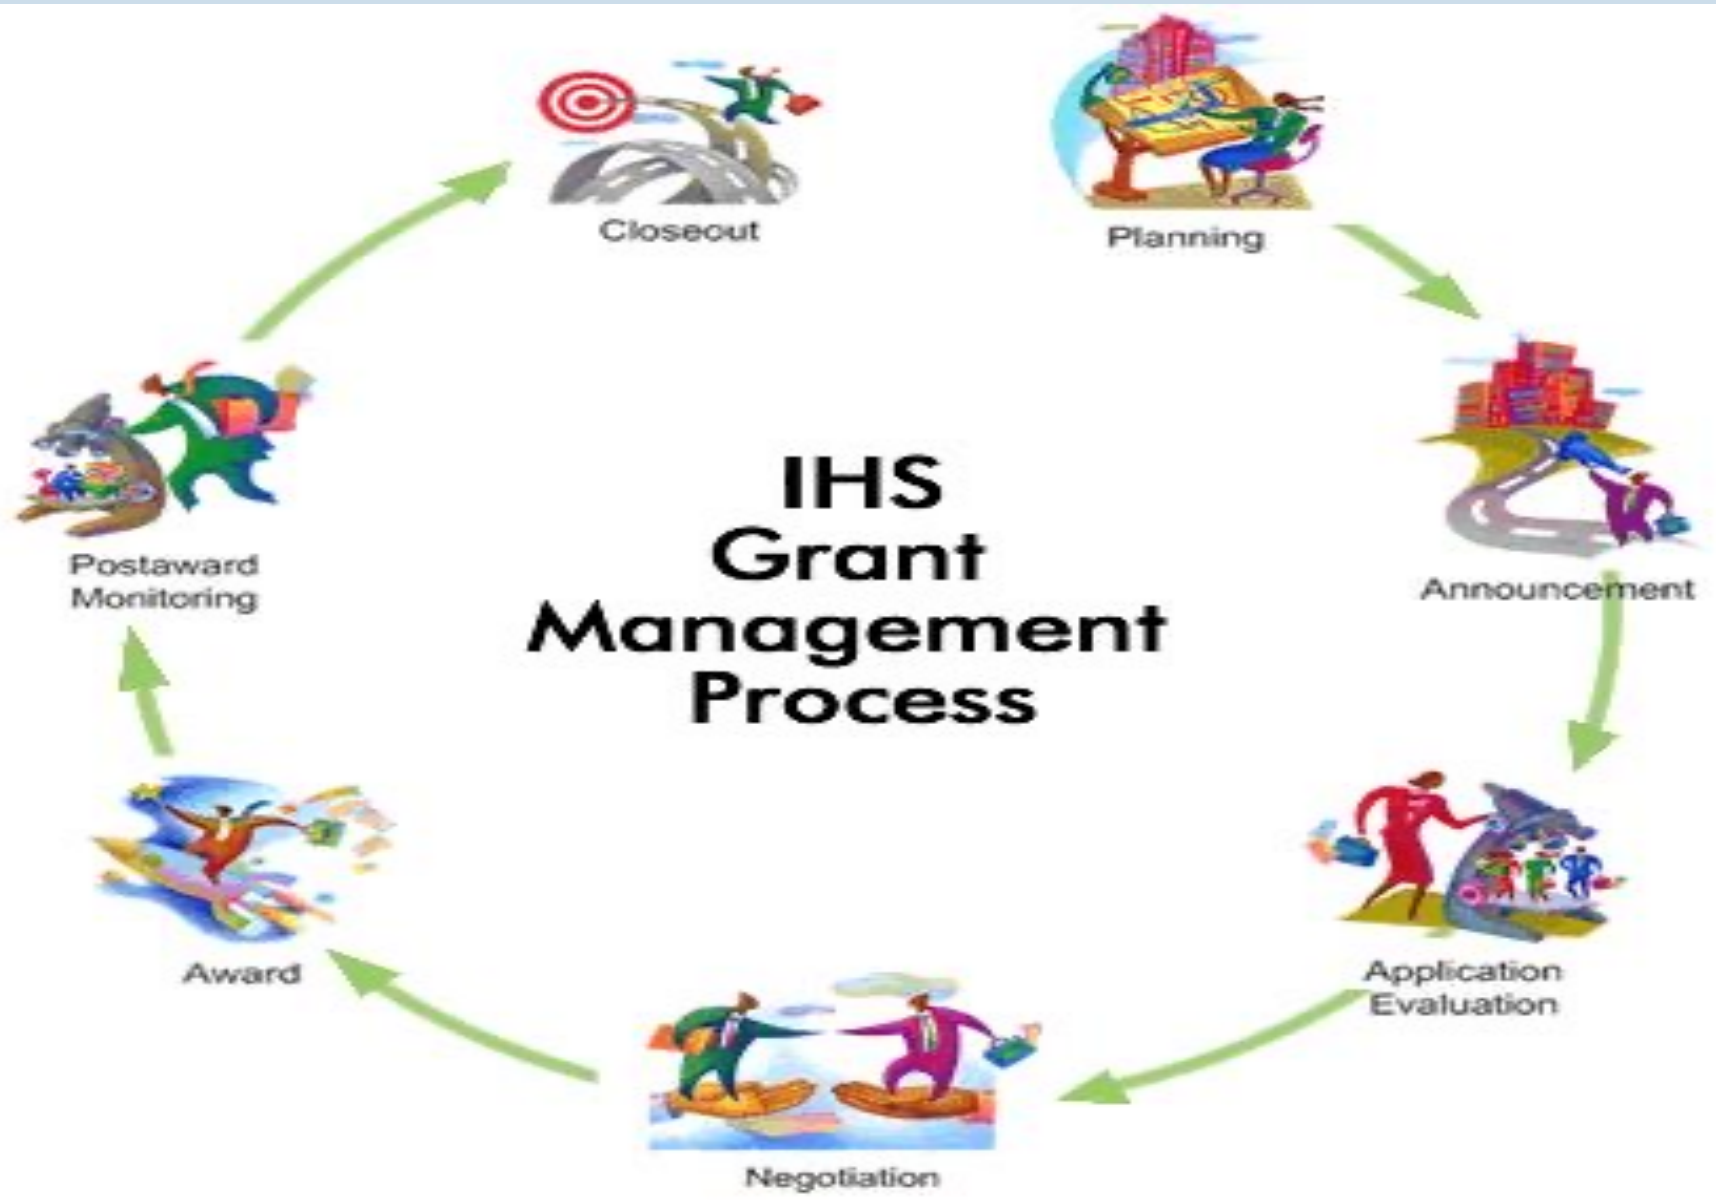 IHS
Grant
Management
Process
Planning
Announcement
Application
Evaluation
Negotiation
Award
Postaward
Monitoring
Closeout